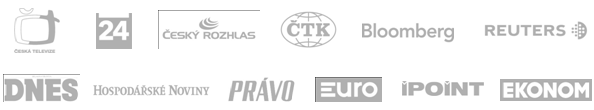 ČESKÁ TELEVIZE
24
ČESKÝ ROZHLAS
ČTK
Bloomberg
REUTERS
DNES
HOSPODÁŘSKÉ NOVINY
PRÁVO
EURO
iPOINT
EKONOM